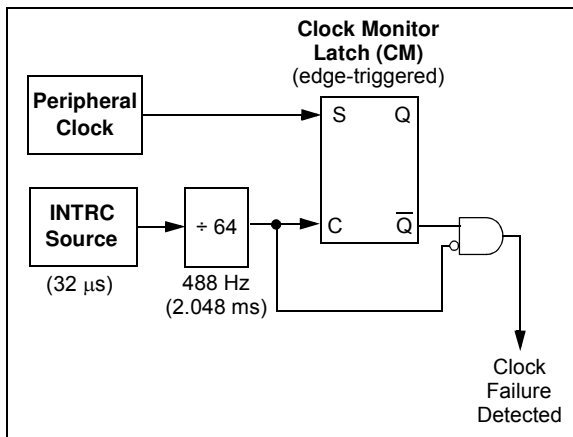 Clock Monitor
Latch (CM)
(edge-triggered)
Peripheral
Clock
S
Q
INTRC
Source
÷ 64
C
Q̅
(32 μs)
488 Hz
(2.048 ms)
Clock
Failure
Detected